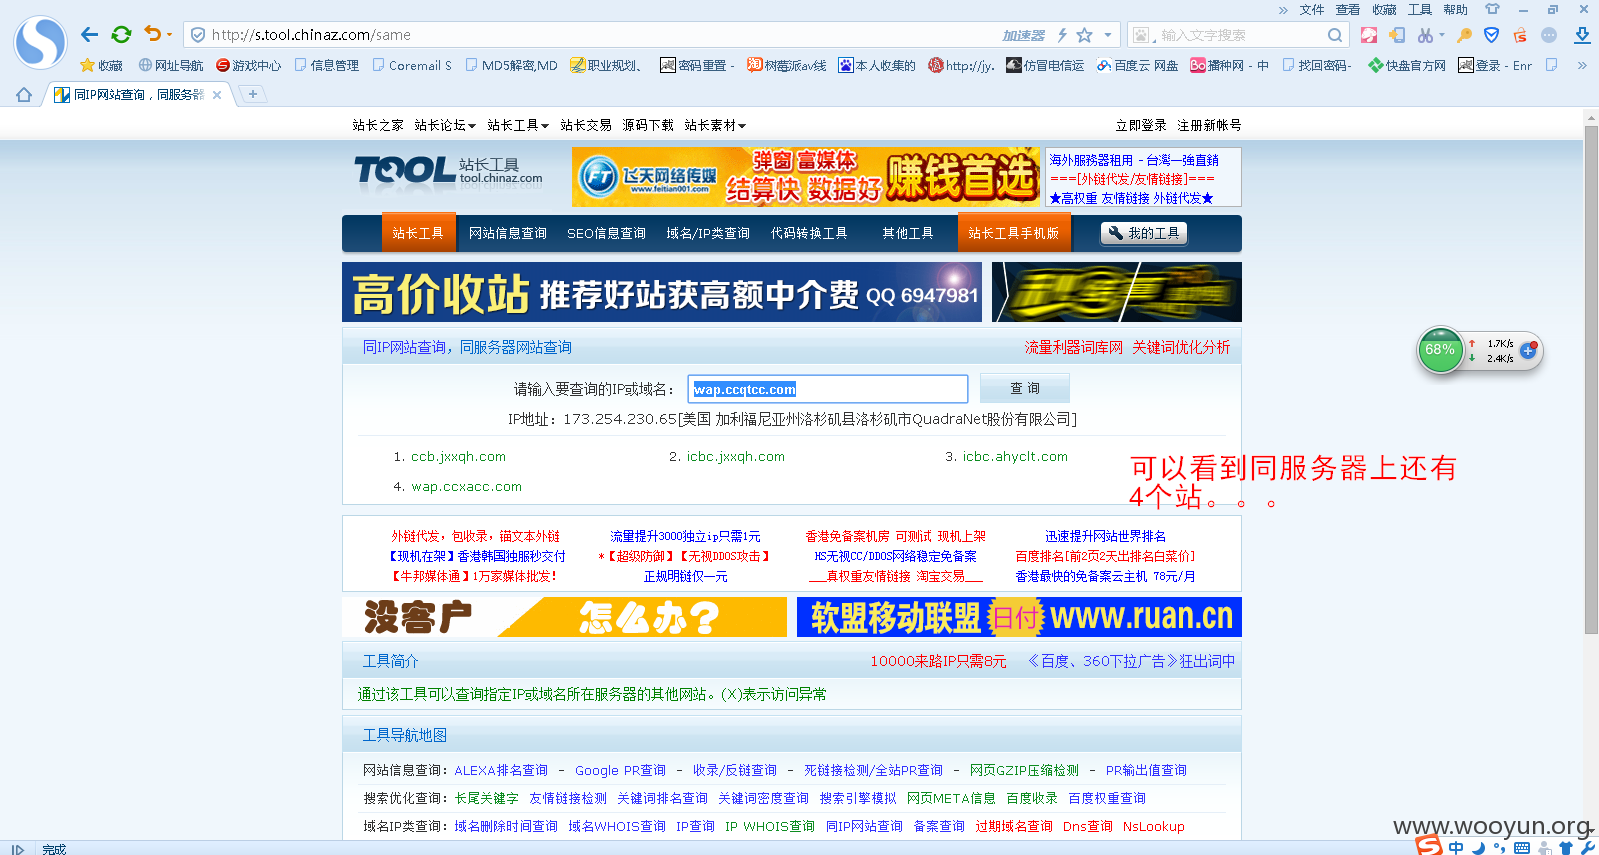 » 文件 查看 收藏 工具 帮助
http://s.tool.chinaz.com/same 加速器 输入文字搜索
收藏 网址导航 游戏中心 信息管理 Coremail S MD5解密,MD 职业规划、 密码重置 - 树莓派av线 本人收集的 http://jy. 仿冒电信运 百度云 网盘 播种网 - 中 找回密码- 快盘官方网 登录 - Enr »
同IP网站查询，同服务器
站长之家 站长论坛 站长工具 站长交易 源码下载 站长素材 立即登录 注册新帐号
TOOL 站长工具
tool.chinaz.com
FT 飞天网络传媒
www.feitian001.com
弹窗 富媒体
结算快 数据好
赚钱首选
海外服務器租用 - 台灣一強直銷
===[外链代发/友情链接]===
★高权重 友情链接 外链代发★
站长工具 网站信息查询 SEO信息查询 域名/IP类查询 代码转换工具 其他工具 站长工具手机版 我的工具
高价收站 推荐好站获高额中介费 QQ 6947981
同IP网站查询，同服务器网站查询 流量利器词库网 关键词优化分析
68% 1.7K/s
2.4K/s
请输入要查询的IP或域名： wap.ccqtcc.com 查 询
IP地址：173.254.230.65[美国 加利福尼亚州洛杉矶县洛杉矶市QuadraNet股份有限公司]
1. ccb.jxxqh.com 2. icbc.jxxqh.com 3. icbc.ahyclt.com
4. wap.ccxacc.com
可以看到同服务器上还有
4个站。。。
外链代发，包收录，锚文本外链 流量提升3000独立ip只需1元 香港免备案机房 可测试 现机上架 迅速提升网站世界排名
【现机在架】香港韩国独服秒交付 *【超级防御】【无视DDOS攻击】 HS无视CC/DDOS网络稳定免备案 百度排名[前2页2天出排名白菜价]
【牛邦媒体通】1万家媒体批发！ 正规明链仅一元 ___真权重友情链接 淘宝交易___ 香港最快的免备案云主机 78元/月
没客户 怎么办？ 软盟移动联盟 日付 www.ruan.cn
工具简介 10000来路IP只需8元 《百度、360下拉广告》狂出词中
通过该工具可以查询指定IP或域名所在服务器的其他网站。(X)表示访问异常
工具导航地图
网站信息查询：ALEXA排名查询 - Google PR查询 - 收录/反链查询 - 死链接检测/全站PR查询 - 网页GZIP压缩检测 - PR输出值查询
搜索优化查询：长尾关键字 友情链接检测 关键词排名查询 关键词密度查询 搜索引擎模拟 网页META信息 百度收录 百度权重查询
域名IP类查询：域名删除时间查询 域名WHOIS查询 IP查询 IP WHOIS查询 同IP网站查询 备案查询 过期域名查询 Dns查询 NsLookup
www.wooyun.org
完成 中